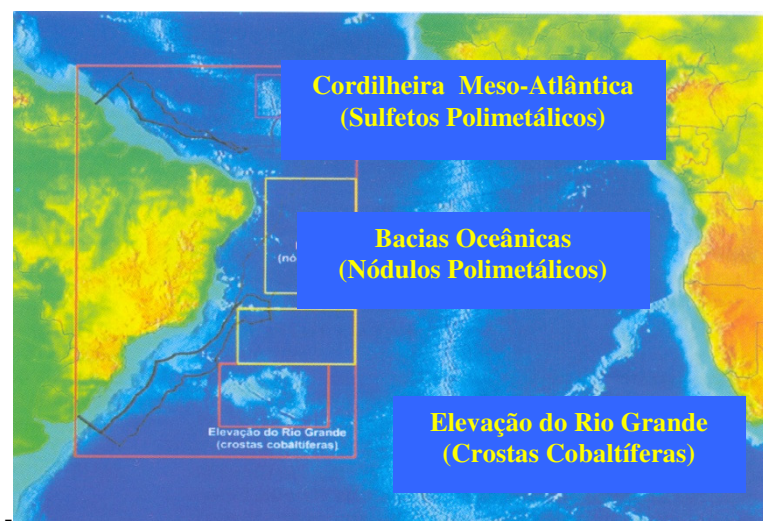 Cordilheira Meso-Atlântica
(Sulfetos Polimetálicos)
Bacias Oceânicas
(Nódulos Polimetálicos)
Elevação do Rio Grande
(Crostas Cobaltíferas)
Elevação do Rio Grande
(crostas cobaltíferas)